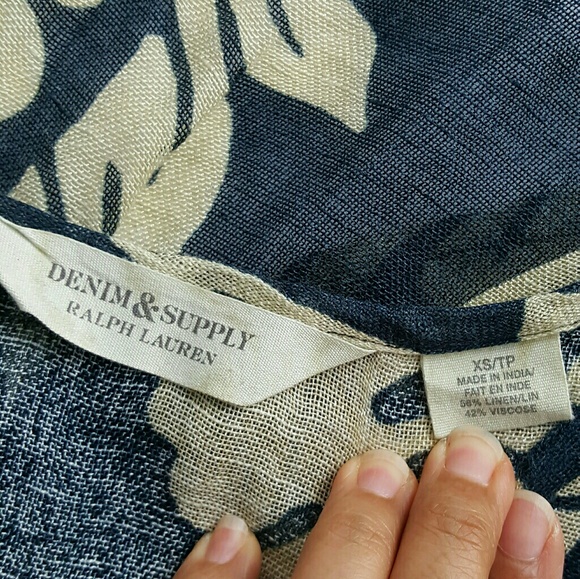 DENIM & SUPPLY
RALPH LAUREN
XS/TP
MADE IN INDIA/
FAIT EN INDE
58% LINEN/LIN
42% VISCOSE